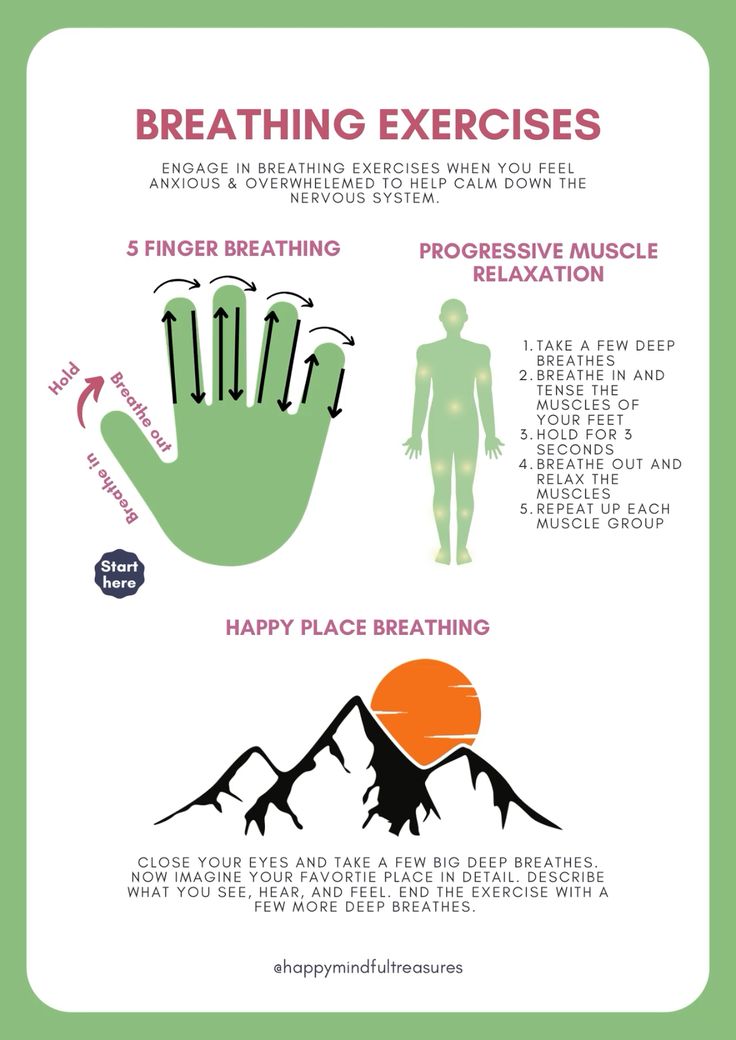 BREATHING EXERCISES
ENGAGE IN BREATHING EXERCISES WHEN YOU FEEL
ANXIOUS & OVERWHELEMED TO HELP CALM DOWN THE
NERVOUS SYSTEM.
5 FINGER BREATHING
Hold
Breathe out
Breathe in
Start
here
PROGRESSIVE MUSCLE
RELAXATION
1. TAKE A FEW DEEP
BREATHES
2. BREATHE IN AND
TENSE THE
MUSCLES OF
YOUR FEET
3. HOLD FOR 3
SECONDS
4. BREATHE OUT AND
RELAX THE
MUSCLES
5. REPEAT UP EACH
MUSCLE GROUP
HAPPY PLACE BREATHING
CLOSE YOUR EYES AND TAKE A FEW BIG DEEP BREATHES.
NOW IMAGINE YOUR FAVORTIE PLACE IN DETAIL. DESCRIBE
WHAT YOU SEE, HEAR, AND FEEL. END THE EXERCISE WITH A
FEW MORE DEEP BREATHES.
@happymindfultreasures